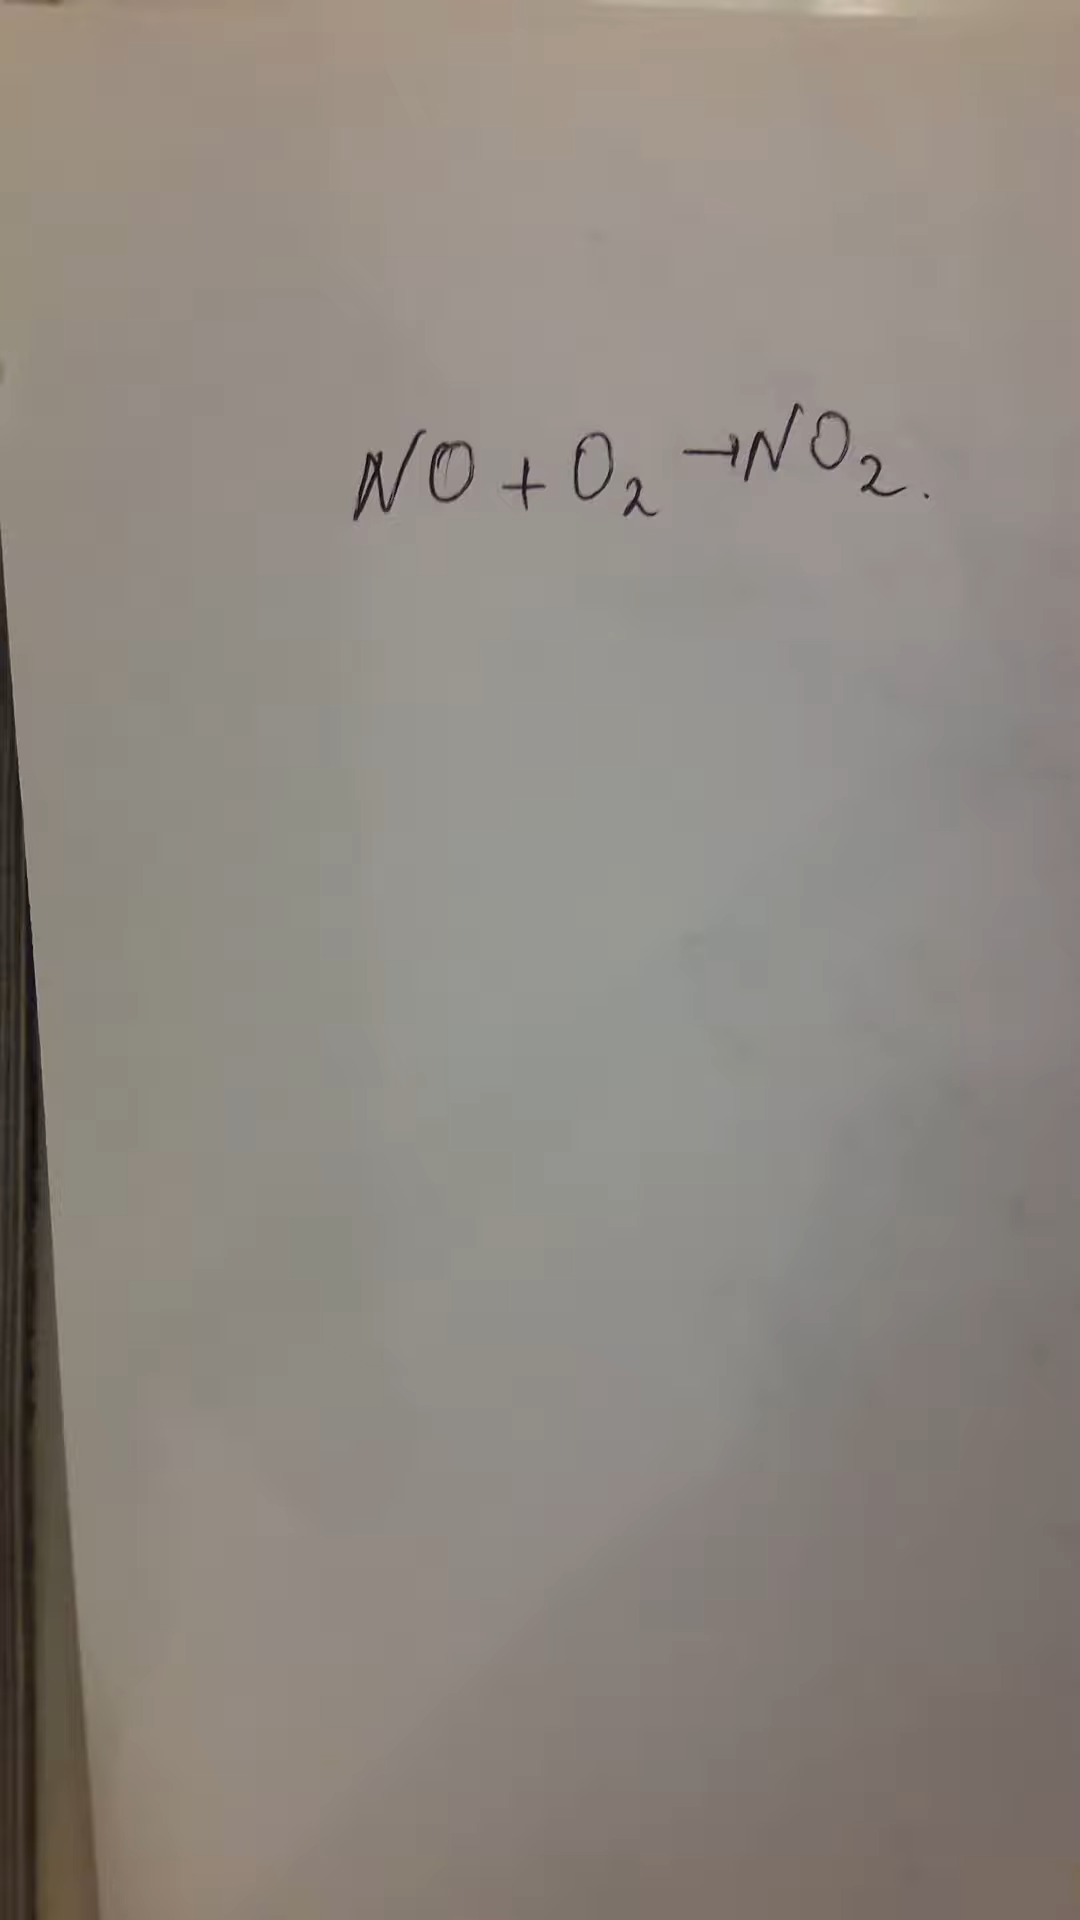 NO + O₂ → NO₂.